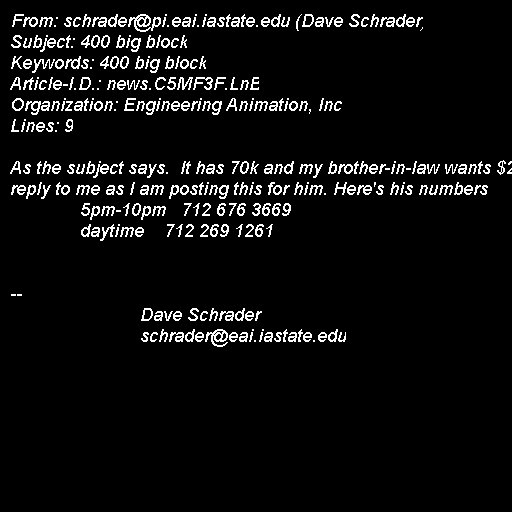 From: schrader@pi.eai.iastate.edu (Dave Schrader)
Subject: 400 big block
Keywords: 400 big block
Article-I.D.: news.C5MF3F.LnE
Organization: Engineering Animation, Inc
Lines: 9
As the subject says. It has 70k and my brother-in-law wants $2
reply to me as I am posting this for him. Here's his numbers
5pm-10pm 712 676 3669
daytime 712 269 1261
--
Dave Schrader
schrader@eai.iastate.edu